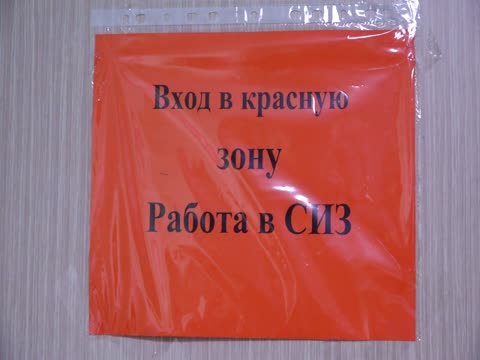 Вход в красную
зону
Работа в СИЗ